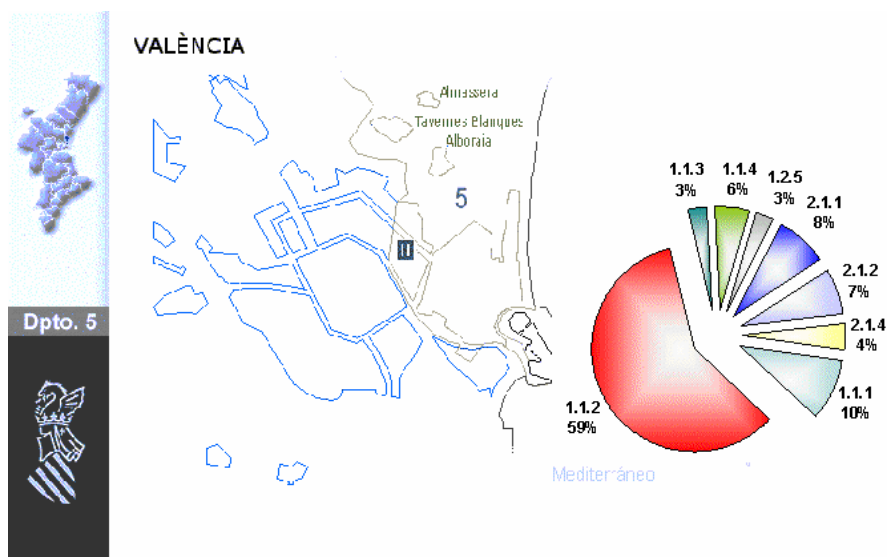 VALÈNCIA
Almassera
Tavernes Blanques
Alboraia
5
1.1.3
3%
1.1.4
6%
1.2.5
3%
2.1.1
8%
2.1.2
7%
2.1.4
4%
1.1.1
10%
1.1.2
59%
Dpto. 5
Mediterráneo